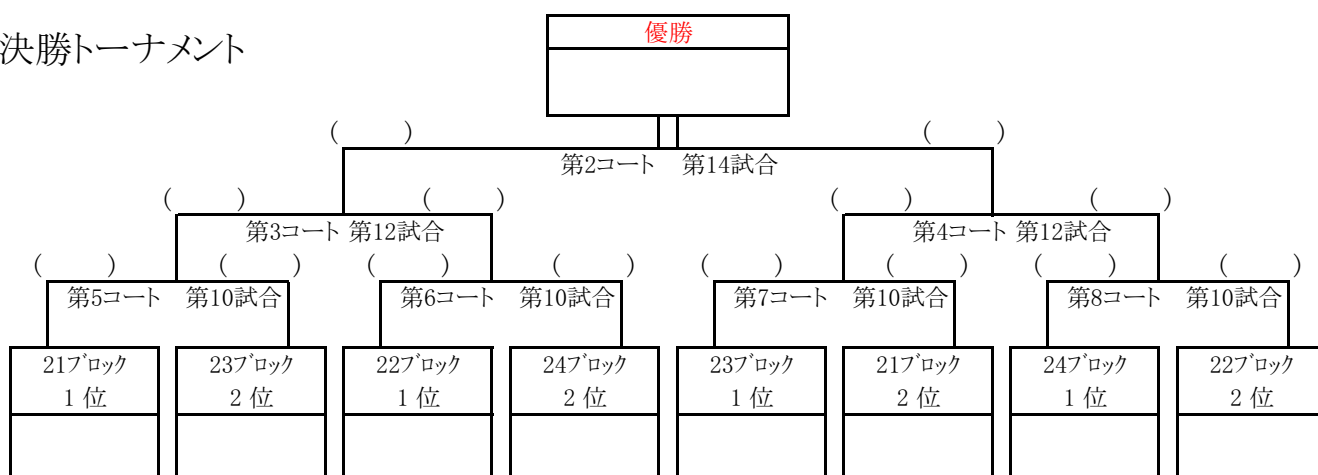 優勝
決勝トーナメント
(　　)　(　　)
第2コート　第14試合
(　　)　(　　)　(　　)　(　　)
第3コート 第12試合　第4コート 第12試合
(　　)　(　　)　(　　)　(　　)　(　　)　(　　)　(　　)　(　　)
第5コート　第10試合　第6コート　第10試合　第7コート　第10試合　第8コート　第10試合
21ブロック　23ブロック　22ブロック　24ブロック　23ブロック　21ブロック　24ブロック　22ブロック
1 位　2 位　1 位　2 位　1 位　2 位　1 位　2 位